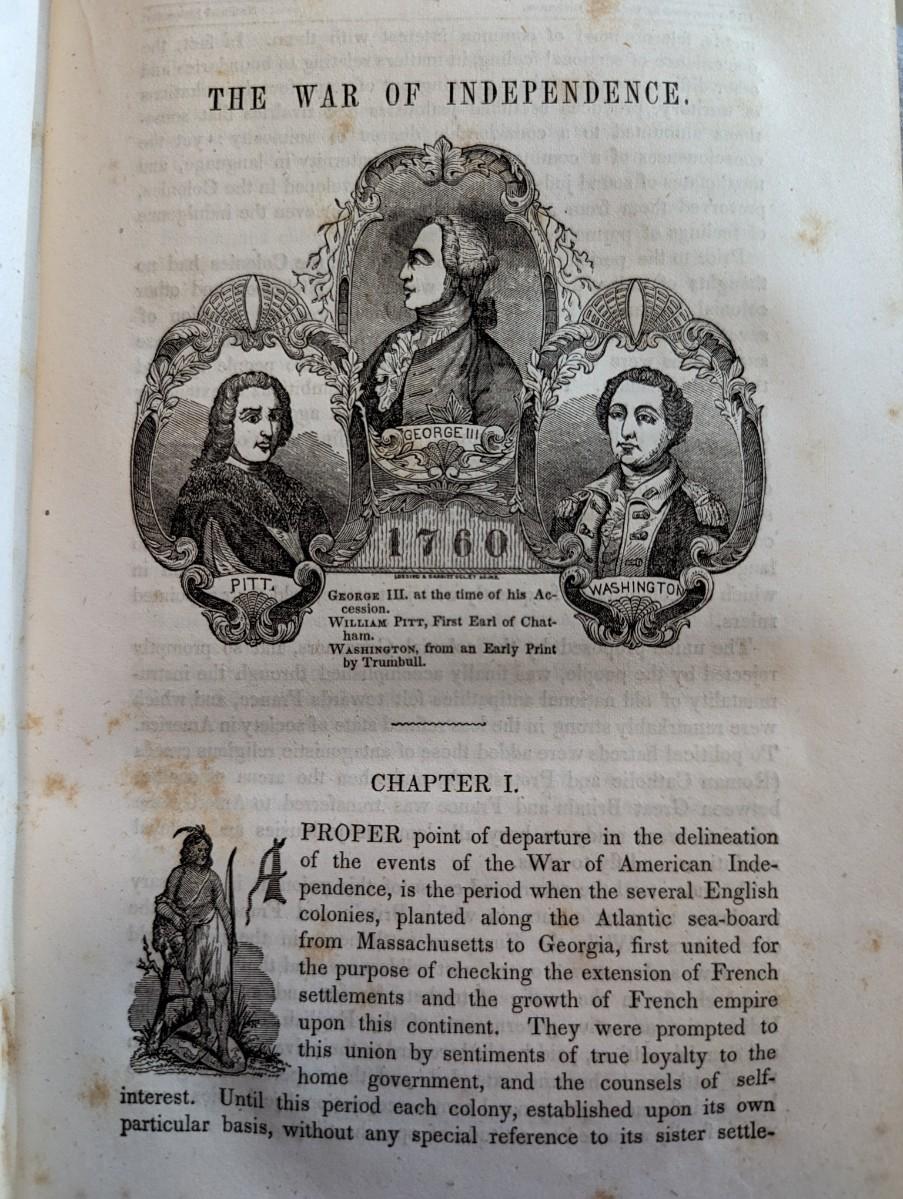 THE WAR OF INDEPENDENCE.
GEORGE III
1760
PITT.
WASHINGTON
GEORGE III. at the time of his Ac-
cession.
WILLIAM PITT, First Earl of Chat-
ham.
WASHINGTON, from an Early Print
by Trumbull.
CHAPTER I.
A PROPER point of departure in the delineation
of the events of the War of American Inde-
pendence, is the period when the several English
colonies, planted along the Atlantic sea-board
from Massachusetts to Georgia, first united for
the purpose of checking the extension of French
settlements and the growth of French empire
upon this continent. They were prompted to
this union by sentiments of true loyalty to the
home government, and the counsels of self-
interest. Until this period each colony, established upon its own
particular basis, without any special reference to its sister settle-